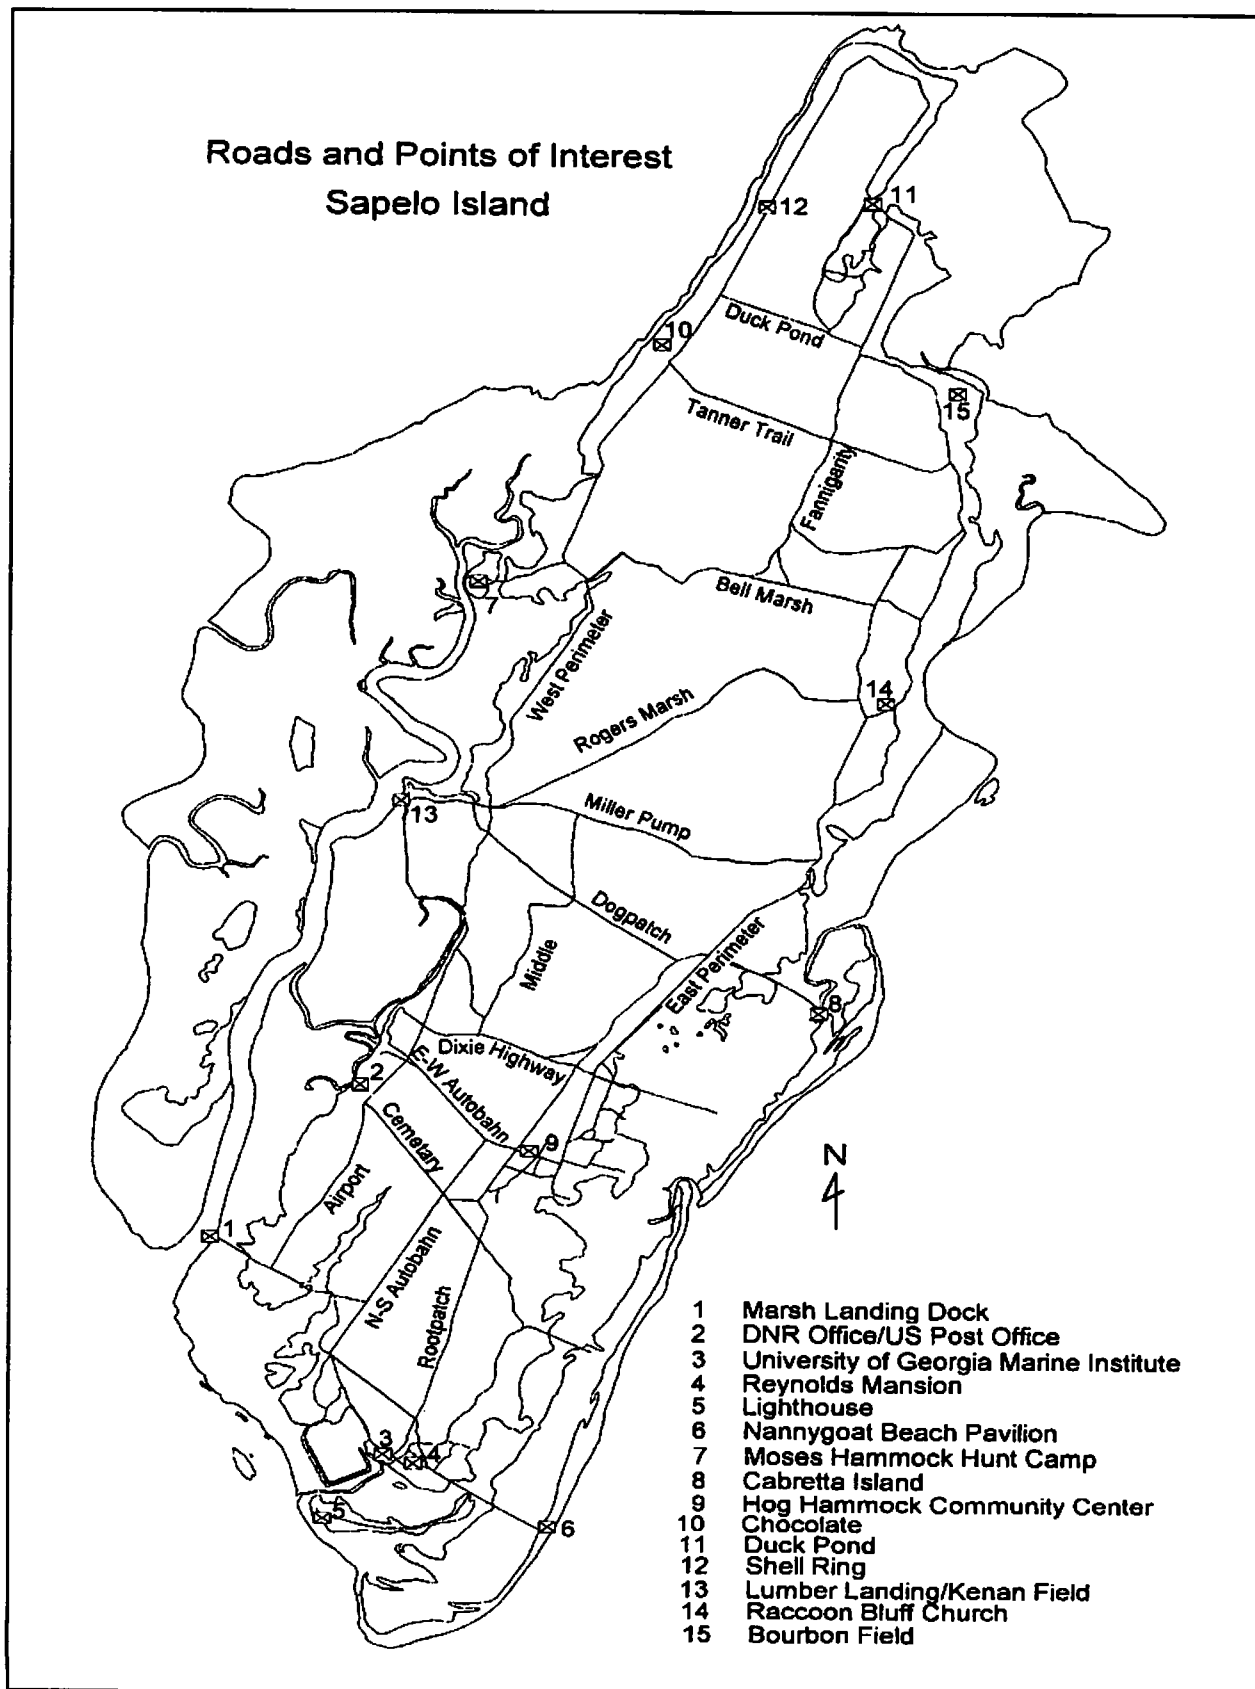 Roads and Points of Interest
Sapelo Island
12
11
10
Duck Pond
15
Tanner Trail
Fannigarity
7
Bell Marsh
West Perimeter
14
Rogers Marsh
13
Miller Pump
Dogpatch
Middle
East Perimeter
8
Dixie Highway
E-W Autobahn
2
Cemetary
9
N
Airport
1
N-S Autobahn
Rootpatch
3
4
5
6
1 Marsh Landing Dock
2 DNR Office/US Post Office
3 University of Georgia Marine Institute
4 Reynolds Mansion
5 Lighthouse
6 Nannygoat Beach Pavilion
7 Moses Hammock Hunt Camp
8 Cabretta Island
9 Hog Hammock Community Center
10 Chocolate
11 Duck Pond
12 Shell Ring
13 Lumber Landing/Kenan Field
14 Raccoon Bluff Church
15 Bourbon Field